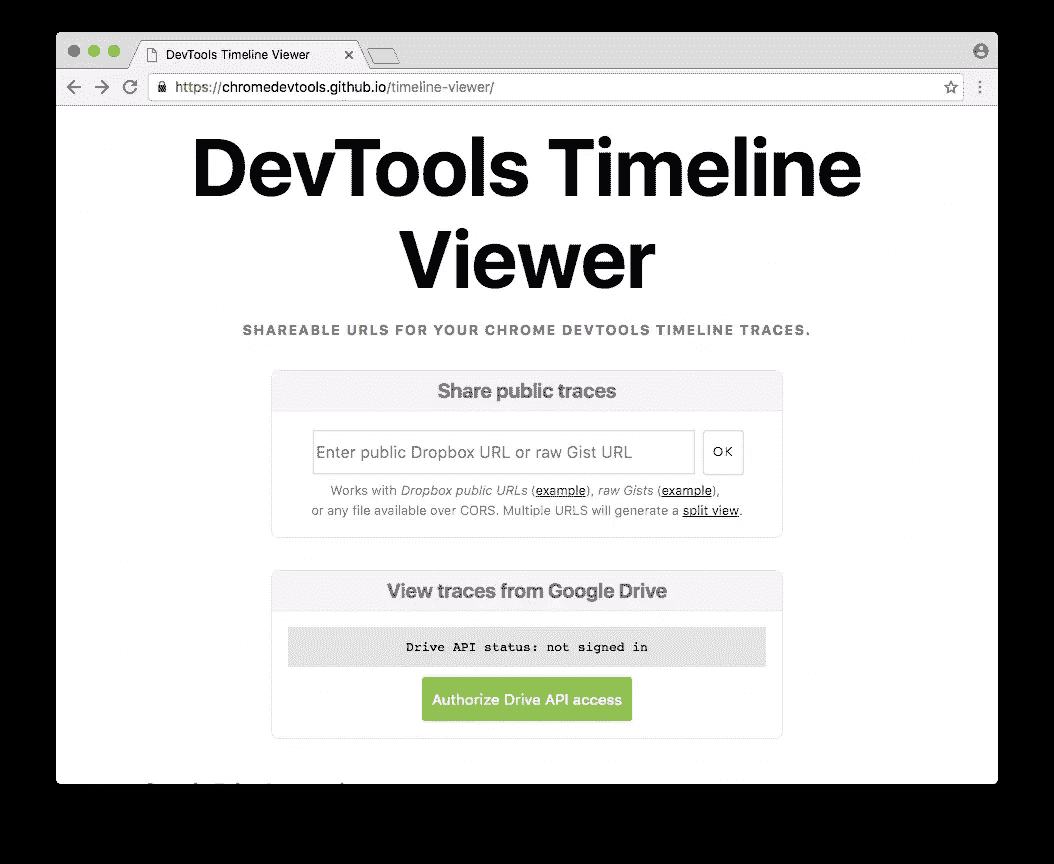 DevTools Timeline Viewer
https://chromedevtools.github.io/timeline-viewer/
DevTools Timeline
Viewer
SHAREABLE URLS FOR YOUR CHROME DEVTOOLS TIMELINE TRACES.
Share public traces
Enter public Dropbox URL or raw Gist URL
OK
Works with Dropbox public URLs (example), raw Gists (example),
or any file available over CORS. Multiple URLS will generate a split view.
View traces from Google Drive
Drive API status: not signed in
Authorize Drive API access